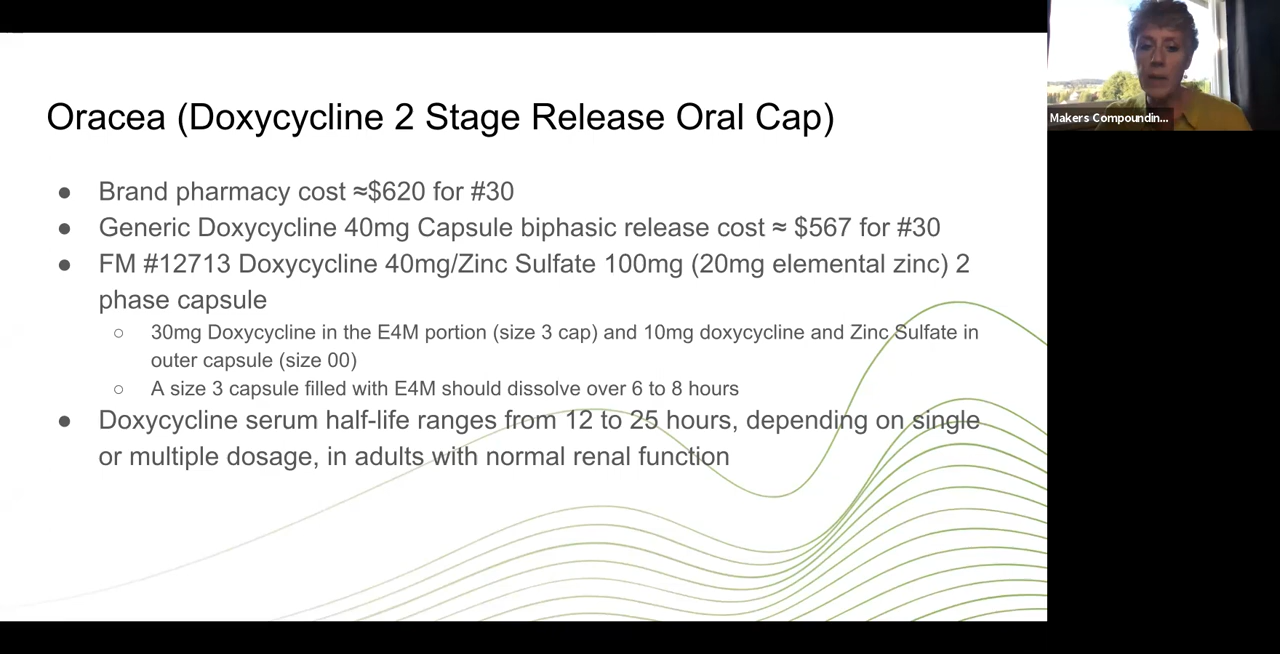 Oracea (Doxycycline 2 Stage Release Oral Cap)
● Brand pharmacy cost ≈$620 for #30
● Generic Doxycycline 40mg Capsule biphasic release cost ≈ $567 for #30
● FM #12713 Doxycycline 40mg/Zinc Sulfate 100mg (20mg elemental zinc) 2
phase capsule
○ 30mg Doxycycline in the E4M portion (size 3 cap) and 10mg doxycycline and Zinc Sulfate in
outer capsule (size 00)
○ A size 3 capsule filled with E4M should dissolve over 6 to 8 hours
● Doxycycline serum half-life ranges from 12 to 25 hours, depending on single
or multiple dosage, in adults with normal renal function
Makers Compoundin...